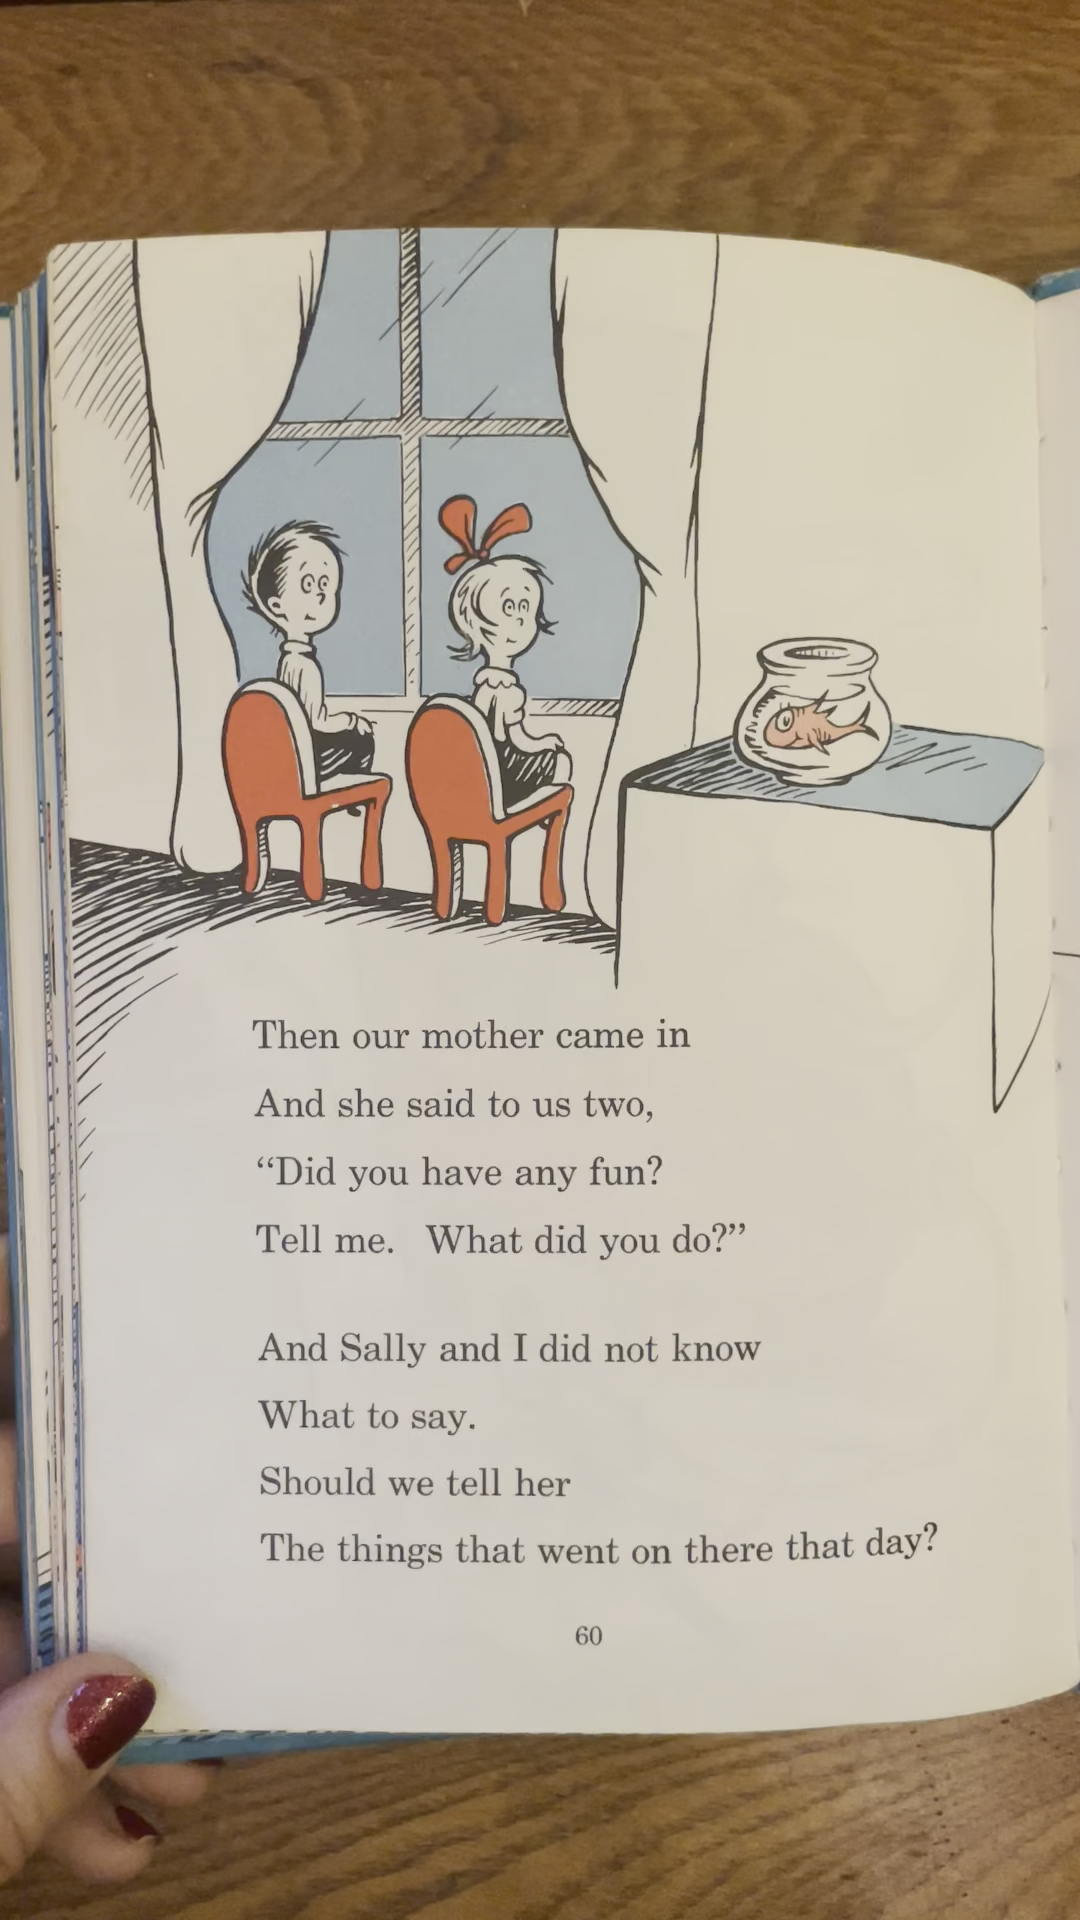 Then our mother came in
And she said to us two,
“Did you have any fun?
Tell me.   What did you do?”
And Sally and I did not know
What to say.
Should we tell her
The things that went on there that day?
60